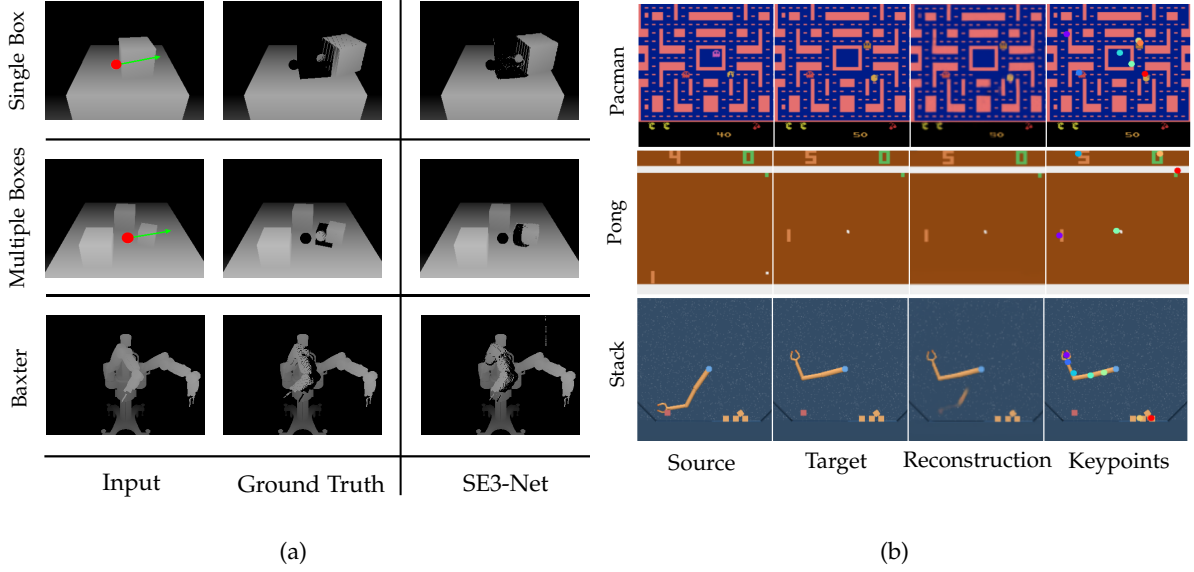 Single Box
Multiple Boxes
Baxter
Input
Ground Truth
SE3-Net
(a)
Pacman
40
50
80
50
Pong
4 0
5 0
5 0
5 0
Stack
Source
Target
Reconstruction
Keypoints
(b)